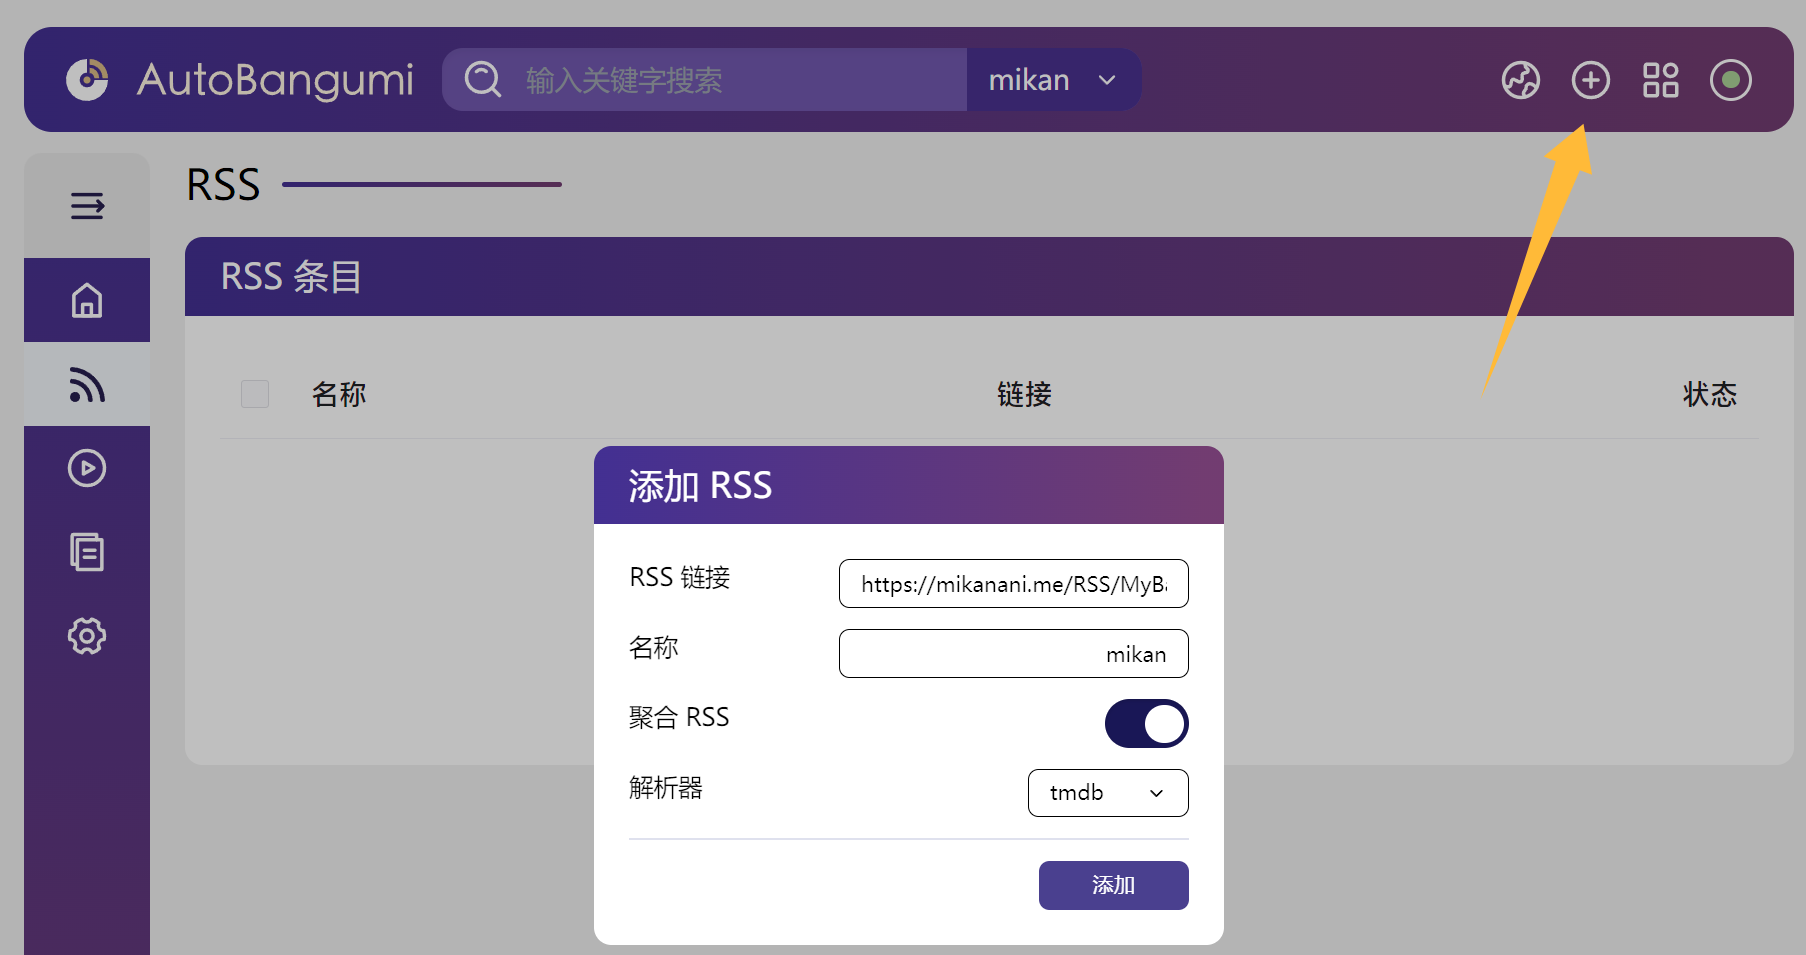 AutoBangumi
输入关键字搜索
mikan
RSS
RSS 条目
名称 链接 状态
添加 RSS
RSS 链接 https://mikanani.me/RSS/MyB
名称 mikan
聚合 RSS
解析器 tmdb
添加